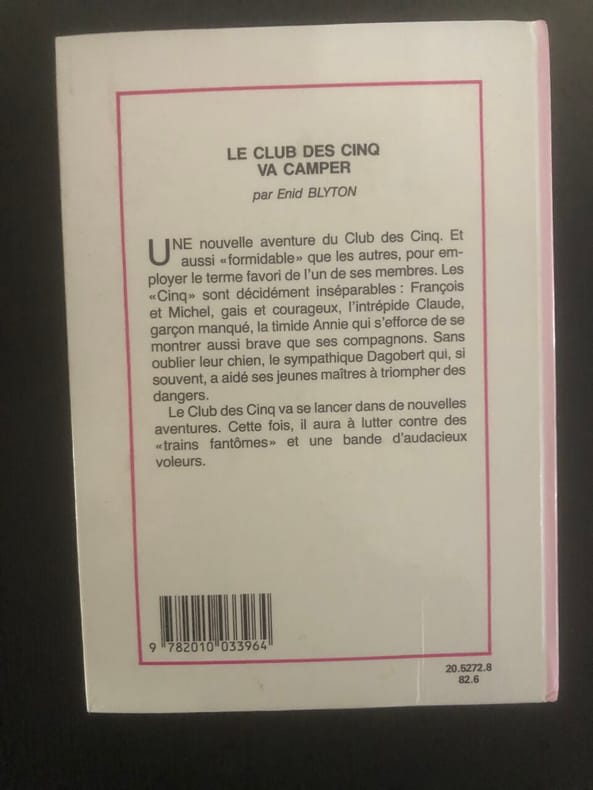 LE CLUB DES CINQ
VA CAMPER
par Enid BLYTON
UNE nouvelle aventure du Club des Cinq. Et
aussi «formidable» que les autres, pour em-
ployer le terme favori de l'un de ses membres. Les
«Cinq» sont décidément inséparables : François
et Michel, gais et courageux, l'intrépide Claude,
garçon manqué, la timide Annie qui s'efforce de se
montrer aussi brave que ses compagnons. Sans
oublier leur chien, le sympathique Dagobert qui, si
souvent, a aidé ses jeunes maîtres à triompher des
dangers.
Le Club des Cinq va se lancer dans de nouvelles
aventures. Cette fois, il aura à lutter contre des
«trains fantômes» et une bande d'audacieux
voleurs.
9 782010 033964
20.5272.8
82.6